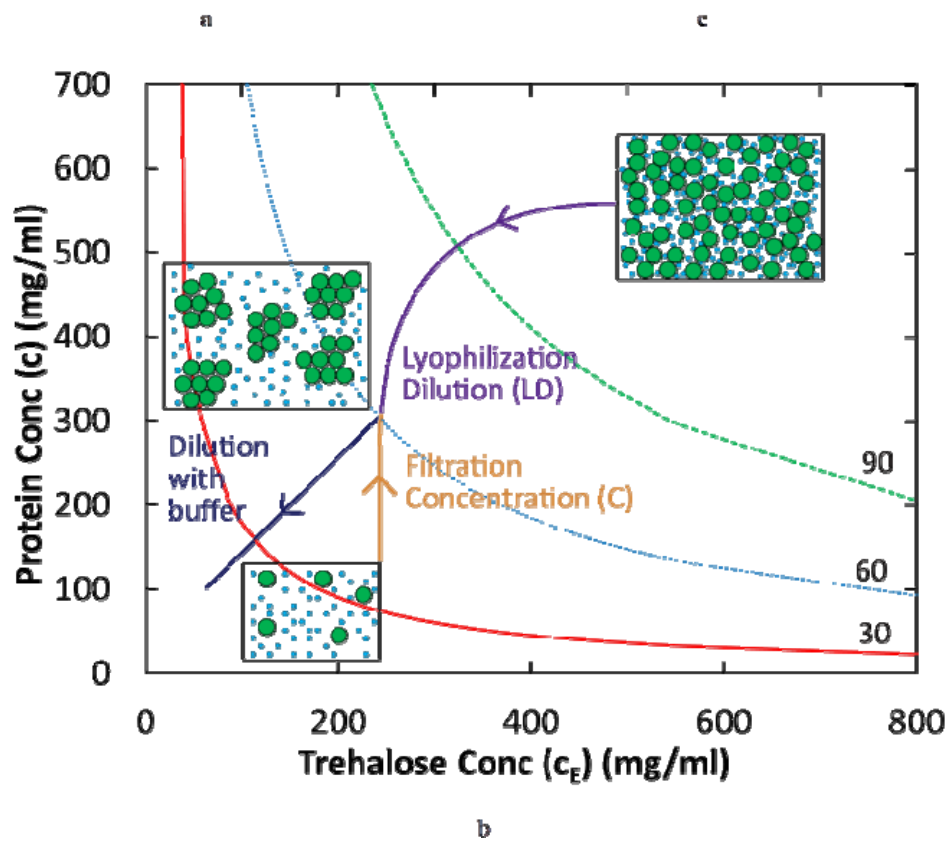 a
c
700
600
500
400
300
200
100
0
Protein Conc (c) (mg/ml)
Lyophilization
Dilution (LD)
Dilution
with
buffer
Filtration
Concentration (C)
90
60
30
0
200
400
600
800
Trehalose Conc (cE) (mg/ml)
b